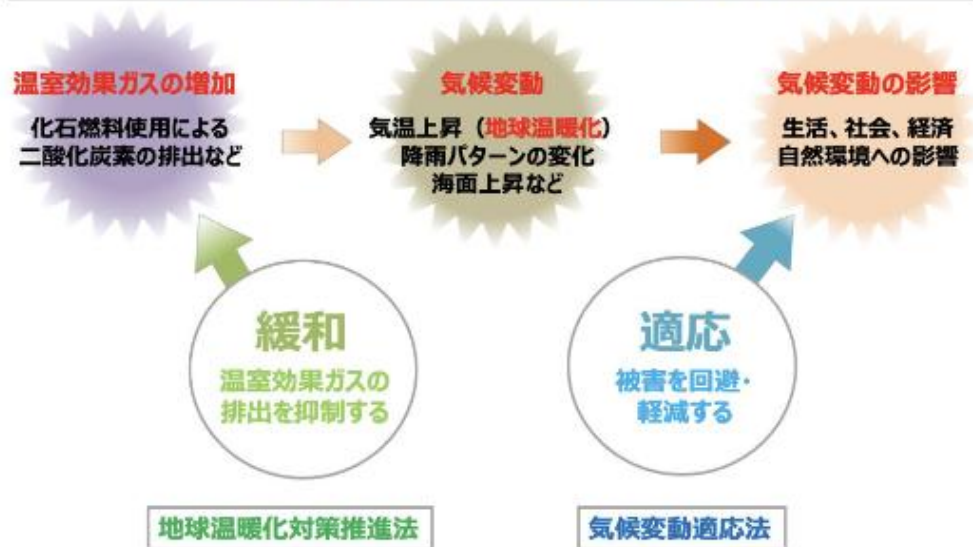 温室効果ガスの増加
化石燃料使用による
二酸化炭素の排出など
気候変動
気温上昇（地球温暖化）
降雨パターンの変化
海面上昇など
気候変動の影響
生活、社会、経済
自然環境への影響
緩和
温室効果ガスの
排出を抑制する
適応
被害を回避・
軽減する
地球温暖化対策推進法
気候変動適応法